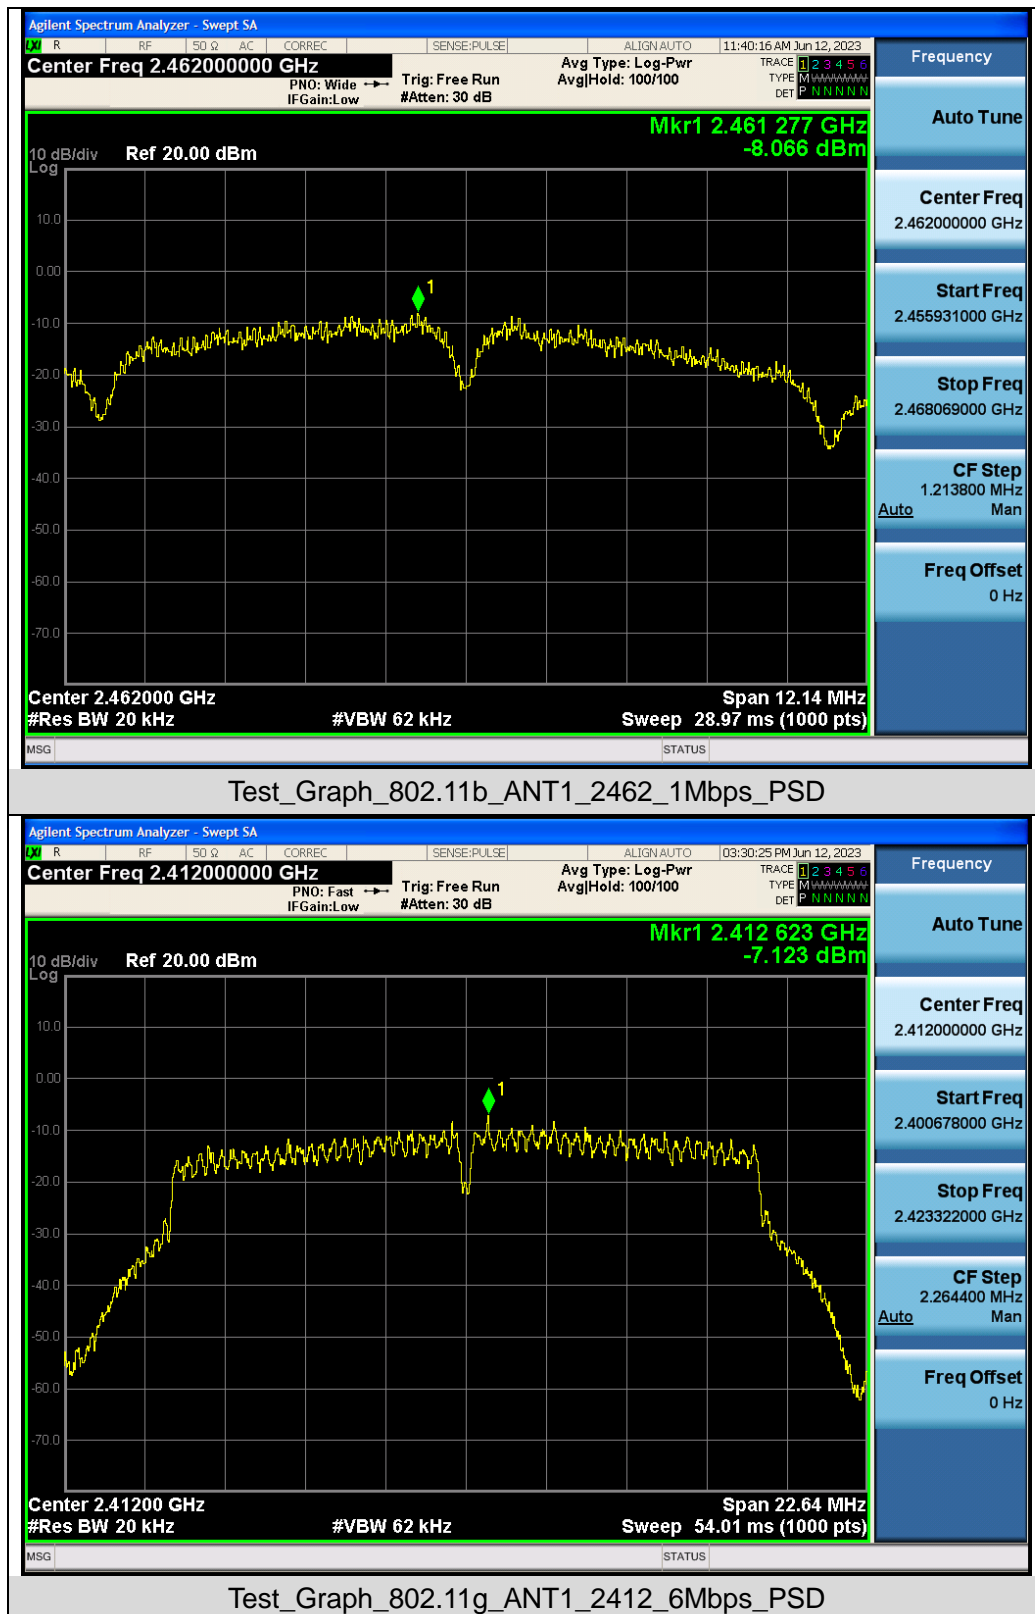 Agilent Spectrum Analyzer - Swept SA
LXI R RF 50 Ω AC CORREC SENSE:PULSE ALIGN AUTO 11:40:16 AM Jun 12, 2023
Center Freq 2.462000000 GHz
PNO: Wide
IFGain:Low
Trig: Free Run
#Atten: 30 dB
Avg Type: Log-Pwr
Avg|Hold: 100/100
TRACE 1 2 3 4 5 6
TYPE M WWWWW
DET P N N N N N
Mkr1 2.461 277 GHz
-8.066 dBm
10 dB/div Ref 20.00 dBm
Log
10.0
0.00
-10.0
-20.0
-30.0
-40.0
-50.0
-60.0
-70.0
1
Center 2.462000 GHz Span 12.14 MHz
#Res BW 20 kHz #VBW 62 kHz Sweep 28.97 ms (1000 pts)
MSG STATUS
Frequency
Auto Tune
Center Freq
2.462000000 GHz
Start Freq
2.455931000 GHz
Stop Freq
2.468069000 GHz
CF Step
1.213800 MHz
Auto Man
Freq Offset
0 Hz
Test_Graph_802.11b_ANT1_2462_1Mbps_PSD
Agilent Spectrum Analyzer - Swept SA
LXI R RF 50 Ω AC CORREC SENSE:PULSE ALIGN AUTO 03:30:25 PM Jun 12, 2023
Center Freq 2.412000000 GHz
PNO: Fast
IFGain:Low
Trig: Free Run
#Atten: 30 dB
Avg Type: Log-Pwr
Avg|Hold: 100/100
TRACE 1 2 3 4 5 6
TYPE M WWWWW
DET P N N N N N
Mkr1 2.412 623 GHz
-7.123 dBm
10 dB/div Ref 20.00 dBm
Log
10.0
0.00
-10.0
-20.0
-30.0
-40.0
-50.0
-60.0
-70.0
1
Center 2.41200 GHz Span 22.64 MHz
#Res BW 20 kHz #VBW 62 kHz Sweep 54.01 ms (1000 pts)
MSG STATUS
Frequency
Auto Tune
Center Freq
2.412000000 GHz
Start Freq
2.400678000 GHz
Stop Freq
2.423322000 GHz
CF Step
2.264400 MHz
Auto Man
Freq Offset
0 Hz
Test_Graph_802.11g_ANT1_2412_6Mbps_PSD